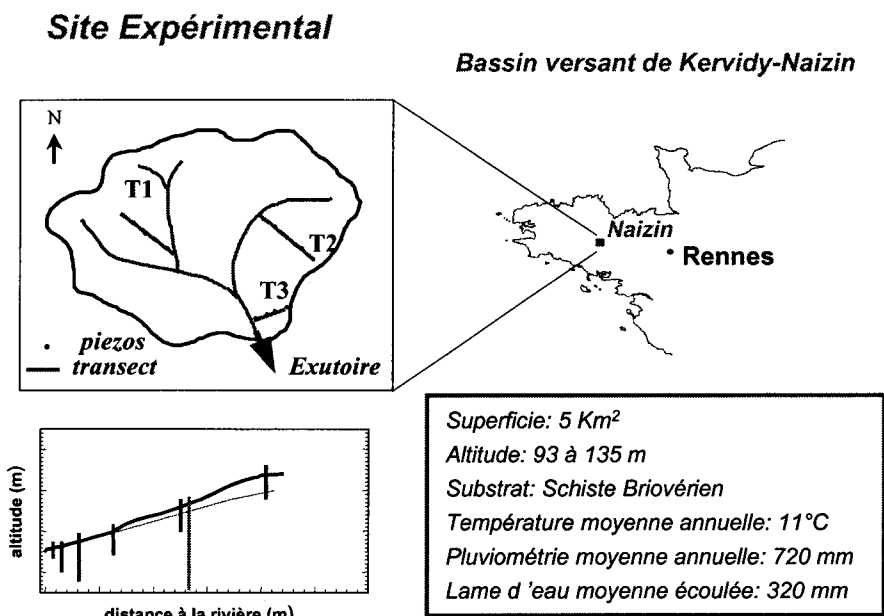 Site Expérimental
Bassin versant de Kervidy-Naizin
N
T1
T2
T3
piezos
transect
Exutoire
Naizin
Rennes
altitude (m)
distance à la rivière (m)
Superficie: 5 Km²
Altitude: 93 à 135 m
Substrat: Schiste Briovérien
Température moyenne annuelle: 11°C
Pluviométrie moyenne annuelle: 720 mm
Lame d 'eau moyenne écoulée: 320 mm